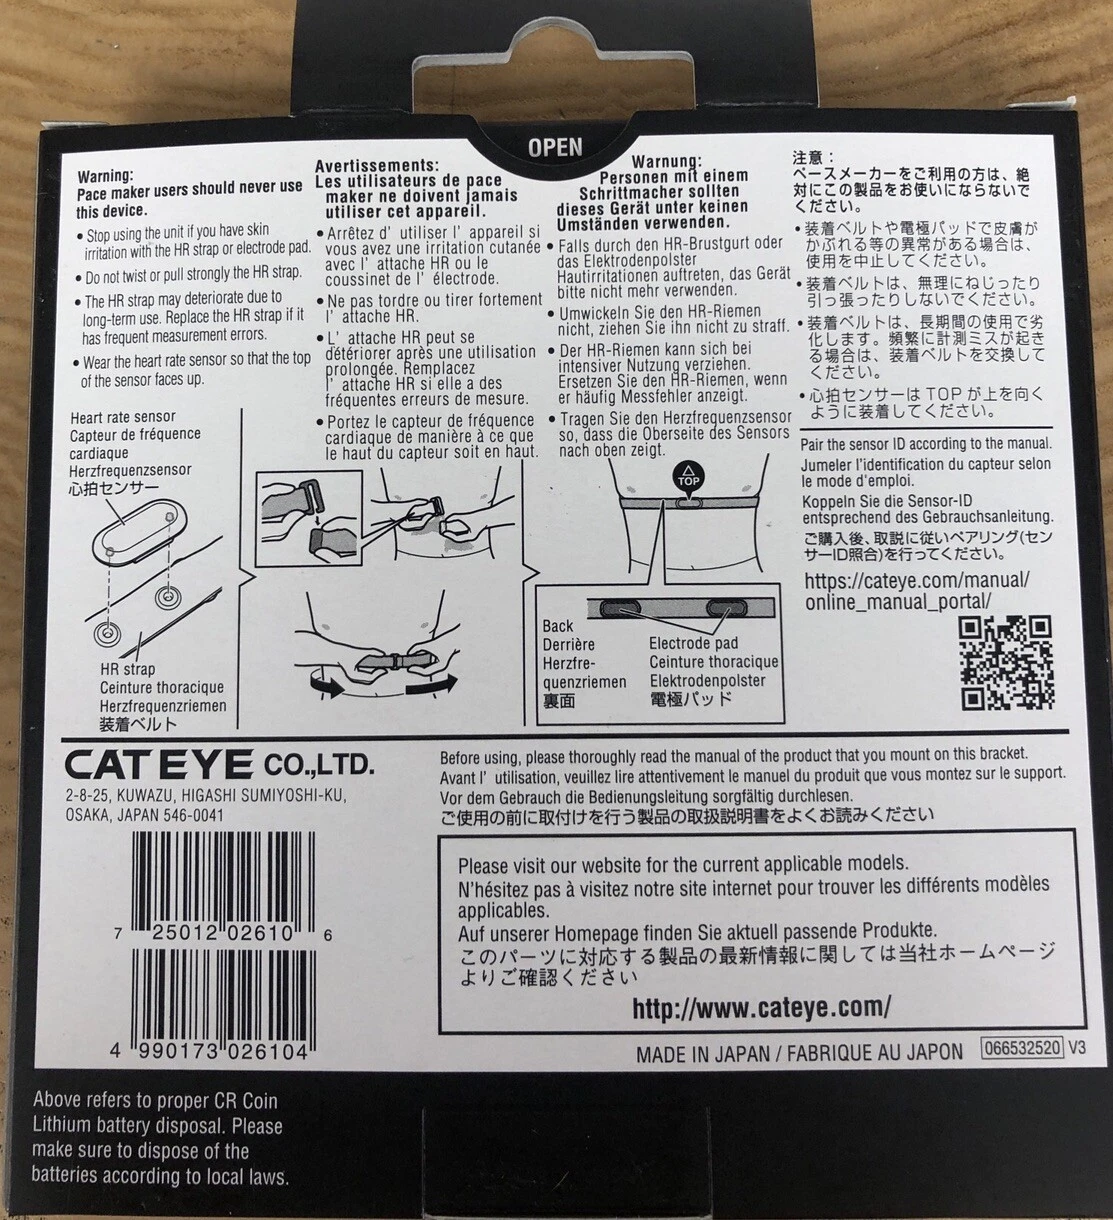 OPEN
Warning:
Pace maker users should never use
this device.
• Stop using the unit if you have skin
irritation with the HR strap or electrode pad.
• Do not twist or pull strongly the HR strap.
• The HR strap may deteriorate due to
long-term use. Replace the HR strap if it
has frequent measurement errors.
• Wear the heart rate sensor so that the top
of the sensor faces up.
Avertissements:
Les utilisateurs de pace
maker ne doivent jamais
utiliser cet appareil.
• Arrêtez d' utiliser l' appareil si
vous avez une irritation cutanée
avec l' attache HR ou le
coussinet de l' électrode.
• Ne pas tordre ou tirer fortement
l' attache HR.
• L' attache HR peut se
détériorer après une utilisation
prolongée. Remplacez
l' attache HR si elle a des
fréquentes erreurs de mesure.
• Portez le capteur de fréquence
cardiaque de manière à ce que
le haut du capteur soit en haut.
Warnung:
Personen mit einem
Schrittmacher sollten
dieses Gerät unter keinen
Umständen verwenden.
• Falls durch den HR-Brustgurt oder
das Elektrodenpolster
Hautirritationen auftreten, das Gerät
bitte nicht mehr verwenden.
• Umwickeln Sie den HR-Riemen
nicht, ziehen Sie ihn nicht zu straff.
• Der HR-Riemen kann sich bei
intensiver Nutzung verziehen.
Ersetzen Sie den HR-Riemen, wenn
er häufig Messfehler anzeigt.
• Tragen Sie den Herzfrequenzsensor
so, dass die Oberseite des Sensors
nach oben zeigt.
注意：
ペースメーカーをご利用の方は、絶
対にこの製品をお使いにならないで
ください。
• 装着ベルトや電極パッドで皮膚が
かぶれる等の異常がある場合は、
使用を中止してください。
• 装着ベルトは、無理にねじったり
引っ張ったりしないでください。
• 装着ベルトは、長期間の使用で劣
化します。頻繁に計測ミスが起き
る場合は、装着ベルトを交換して
ください。
• 心拍センサーは TOP が上を向く
ように装着してください。
Heart rate sensor
Capteur de fréquence
cardiaque
Herzfrequenzsensor
心拍センサー
HR strap
Ceinture thoracique
Herzfrequenzriemen
装着ベルト
TOP
Back
Derrière
Herzfre-
quenzriemen
裏面
Electrode pad
Ceinture thoracique
Elektrodenpolster
電極パッド
Pair the sensor ID according to the manual.
Jumeler l'identification du capteur selon
le mode d'emploi.
Koppeln Sie die Sensor-ID
entsprechend des Gebrauchsanleitung.
ご購入後、取説に従いペアリング(セン
サーID照合)を行ってください。
https://cateye.com/manual/
online_manual_portal/
CATEYE CO.,LTD.
2-8-25, KUWAZU, HIGASHI SUMIYOSHI-KU,
OSAKA, JAPAN 546-0041
7 25012 02610 6
4 990173 026104
Before using, please thoroughly read the manual of the product that you mount on this bracket.
Avant l' utilisation, veuillez lire attentivement le manuel du produit que vous montez sur le support.
Vor dem Gebrauch die Bedienungsleitung sorgfältig durchlesen.
ご使用の前に取付けを行う製品の取扱説明書をよくお読みください
Please visit our website for the current applicable models.
N'hésitez pas à visitez notre site internet pour trouver les différents modèles
applicables.
Auf unserer Homepage finden Sie aktuell passende Produkte.
このパーツに対応する製品の最新情報に関しては当社ホームページ
よりご確認ください
http://www.cateye.com/
MADE IN JAPAN / FABRIQUE AU JAPON 066532520 V3
Above refers to proper CR Coin
Lithium battery disposal. Please
make sure to dispose of the
batteries according to local laws.